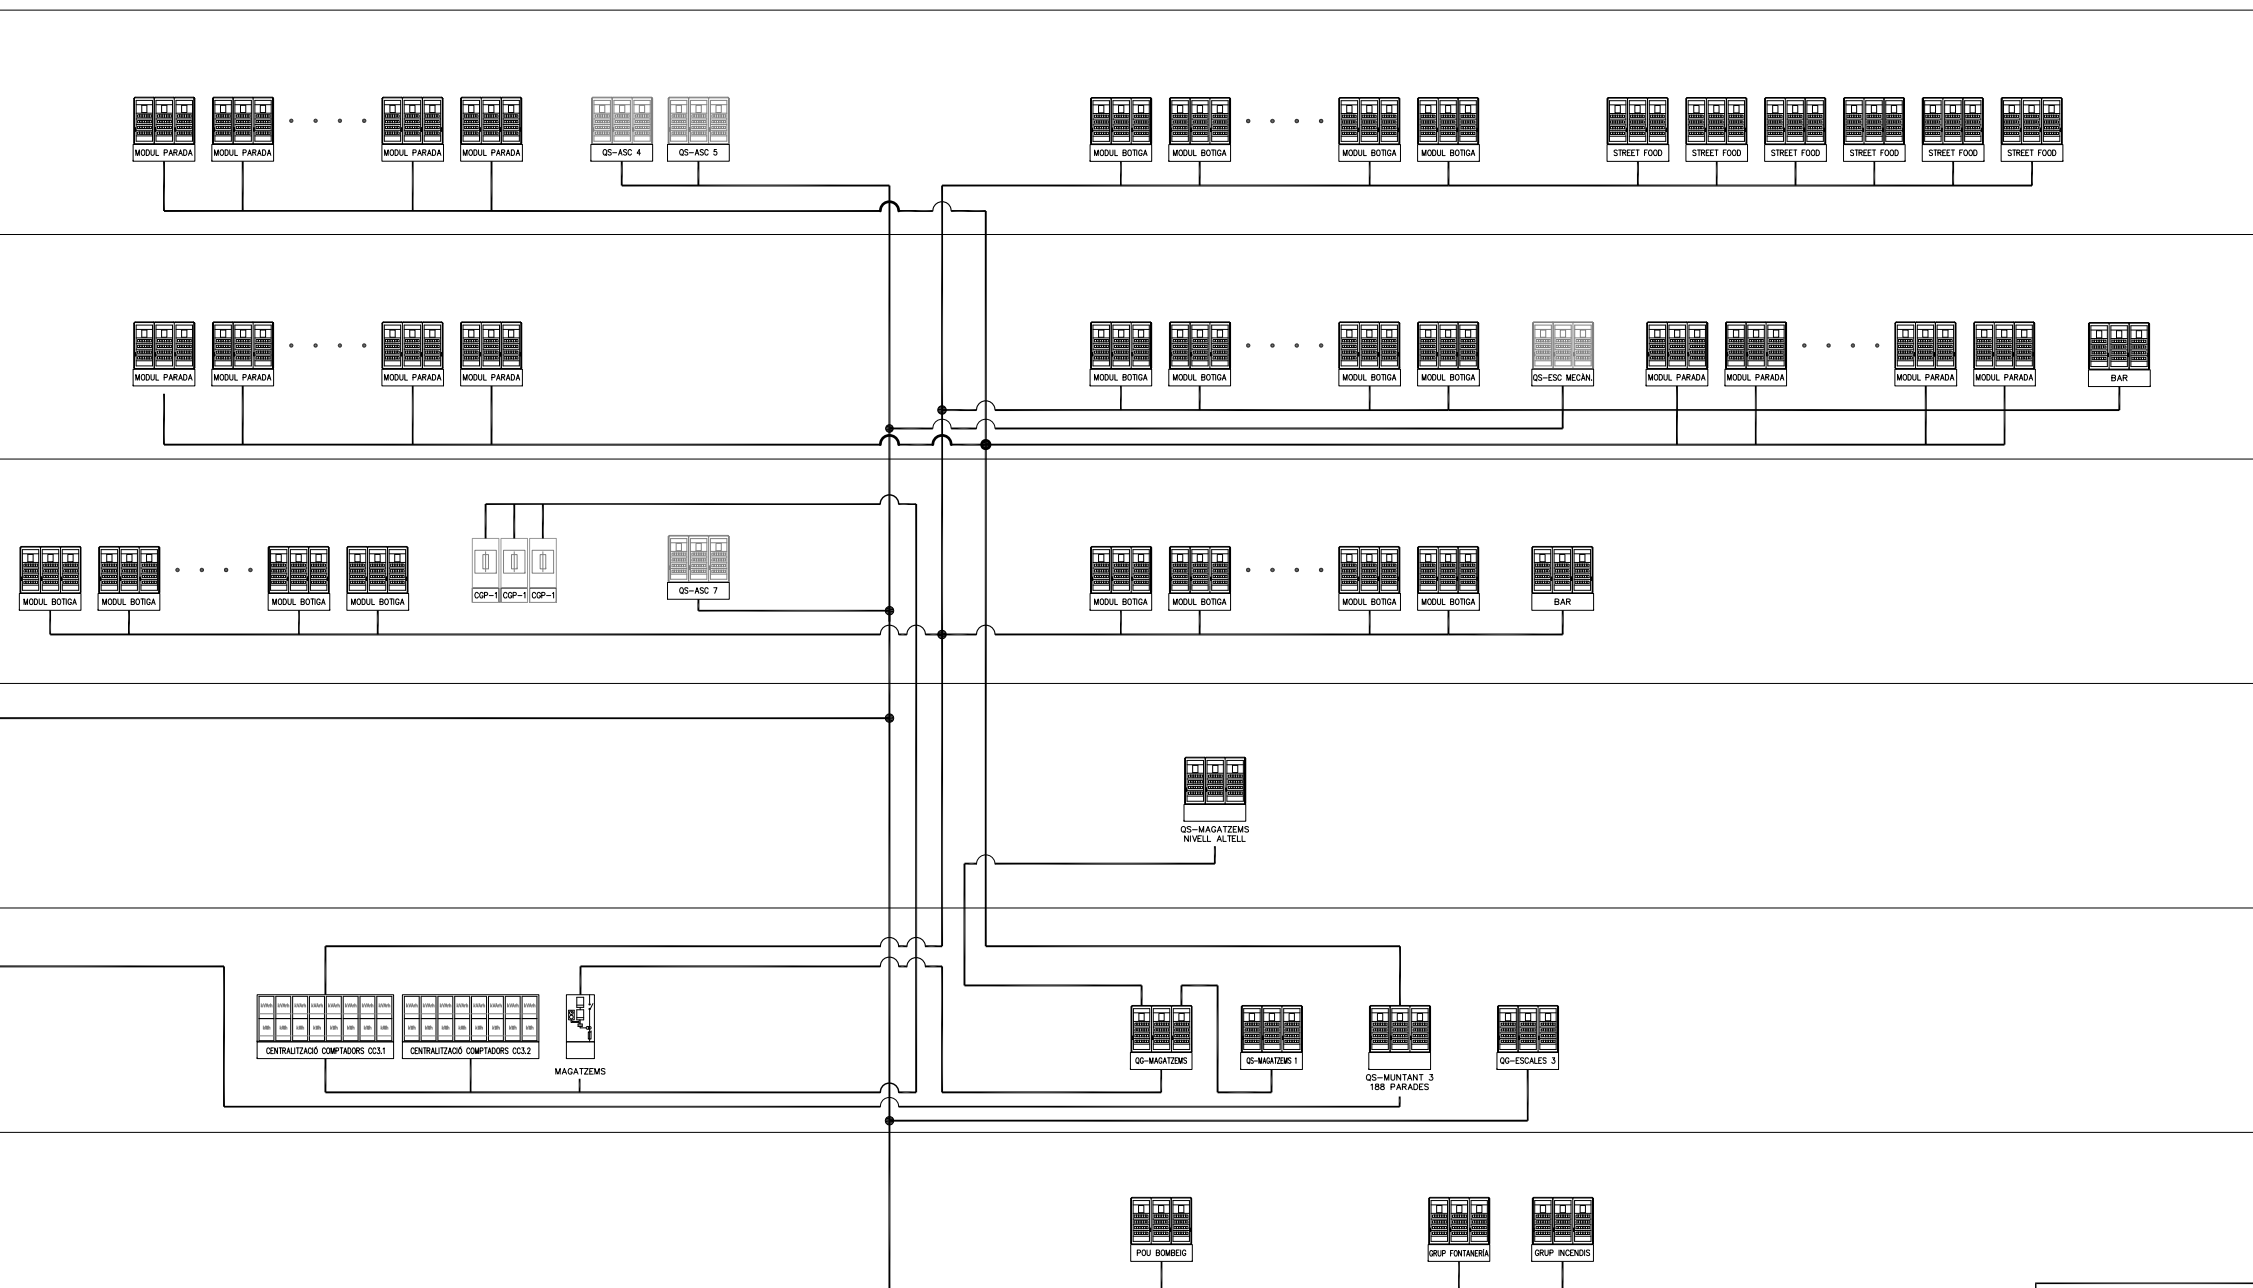 MODUL PARADA
MODUL PARADA
MODUL PARADA
MODUL PARADA
QS-ASC 4
QS-ASC 5
MODUL BOTIGA
MODUL BOTIGA
MODUL BOTIGA
MODUL BOTIGA
STREET FOOD
STREET FOOD
STREET FOOD
STREET FOOD
STREET FOOD
STREET FOOD
MODUL PARADA
MODUL PARADA
MODUL PARADA
MODUL PARADA
MODUL BOTIGA
MODUL BOTIGA
MODUL BOTIGA
MODUL BOTIGA
QS-ESC MECÀN.
MODUL PARADA
MODUL PARADA
MODUL PARADA
MODUL PARADA
BAR
MODUL BOTIGA
MODUL BOTIGA
MODUL BOTIGA
MODUL BOTIGA
CGP-1
CGP-1
CGP-1
QS-ASC 7
MODUL BOTIGA
MODUL BOTIGA
MODUL BOTIGA
MODUL BOTIGA
BAR
QS-MAGATZEMS
NIVELL ALTELL
CENTRALITZACIÓ COMPTADORS CC3.1
CENTRALITZACIÓ COMPTADORS CC3.2
MAGATZEMS
QG-MAGATZEMS
QS-MAGATZEMS 1
QS-MUNTANT 3
188 PARADES
QG-ESCALES 3
POU BOMBEIG
GRUP FONTANERÍA
GRUP INCENDIS